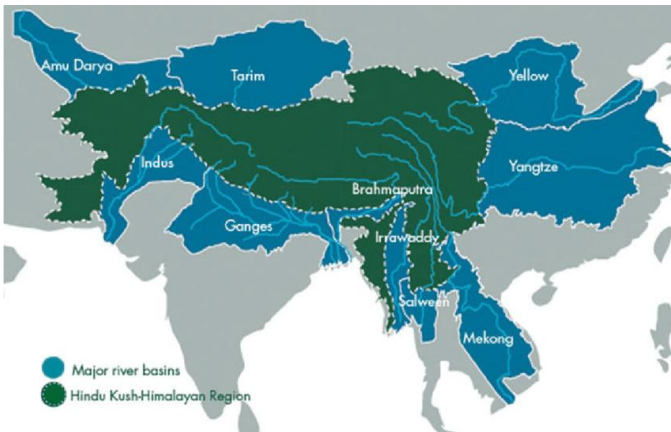 Amu Darya
Tarim
Yellow
Indus
Yangtze
Brahmaputra
Ganges
Irrawaddy
Salween
Mekong
Major river basins
Hindu Kush-Himalayan Region